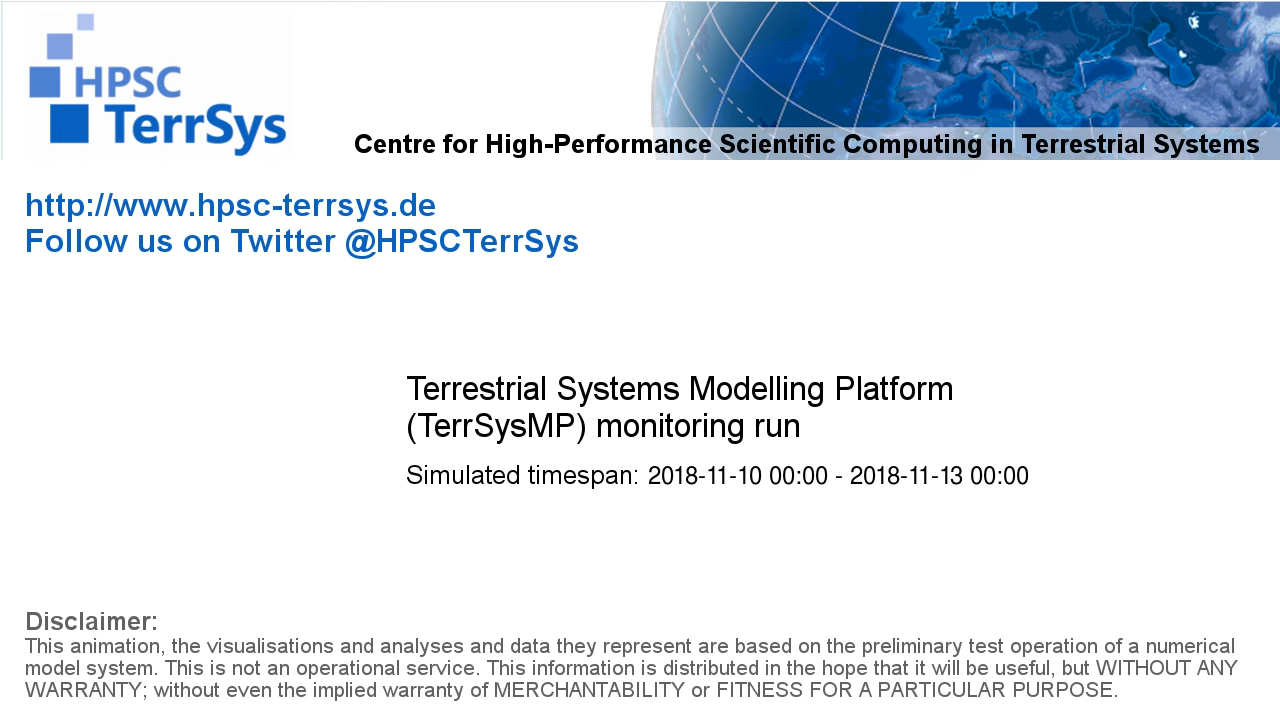 HPSC
TerrSys
Centre for High-Performance Scientific Computing in Terrestrial Systems
http://www.hpsc-terrsys.de
Follow us on Twitter @HPSCTerrSys
Terrestrial Systems Modelling Platform
(TerrSysMP) monitoring run
Simulated timespan: 2018-11-10 00:00 - 2018-11-13 00:00
Disclaimer:
This animation, the visualisations and analyses and data they represent are based on the preliminary test operation of a numerical
model system. This is not an operational service. This information is distributed in the hope that it will be useful, but WITHOUT ANY
WARRANTY; without even the implied warranty of MERCHANTABILITY or FITNESS FOR A PARTICULAR PURPOSE.